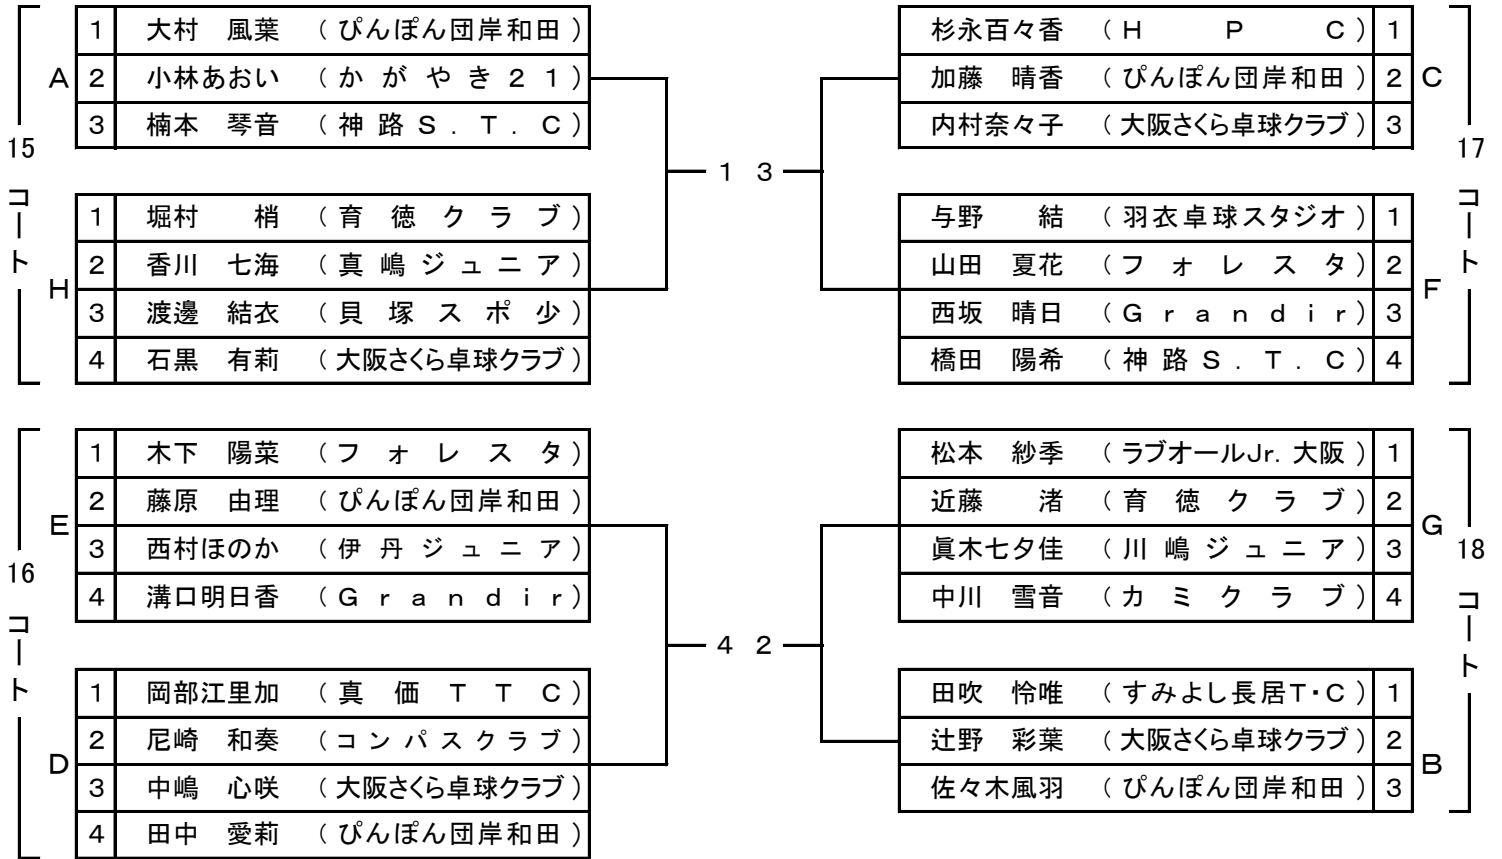 15コート
A
1 大村 風葉 (ぴんぽん団岸和田)
2 小林あおい (かがやき21)
3 楠本 琴音 (神路S.T.C)
H
1 堀村 梢 (育徳クラブ)
2 香川 七海 (真嶋ジュニア)
3 渡邊 結衣 (貝塚スポ少)
4 石黒 有莉 (大阪さくら卓球クラブ)
1
16コート
E
1 木下 陽菜 (フォレスタ)
2 藤原 由理 (ぴんぽん団岸和田)
3 西村ほのか (伊丹ジュニア)
4 溝口明日香 (Grandir)
D
1 岡部江里加 (真価TTC)
2 尼崎 和奏 (コンパスクラブ)
3 中嶋 心咲 (大阪さくら卓球クラブ)
4 田中 愛莉 (ぴんぽん団岸和田)
4
3
杉永百々香 (HPC) 1
加藤 晴香 (ぴんぽん団岸和田) 2
内村奈々子 (大阪さくら卓球クラブ) 3
C
与野 結 (羽衣卓球スタジオ) 1
山田 夏花 (フォレスタ) 2
西坂 晴日 (Grandir) 3
橋田 陽希 (神路S.T.C) 4
F
17コート
2
松本 紗季 (ラブオールJr.大阪) 1
近藤 渚 (育徳クラブ) 2
眞木七夕佳 (川嶋ジュニア) 3
中川 雪音 (カミクラブ) 4
G
田吹 怜唯 (すみよし長居T・C) 1
辻野 彩葉 (大阪さくら卓球クラブ) 2
佐々木風羽 (ぴんぽん団岸和田) 3
B
18コート